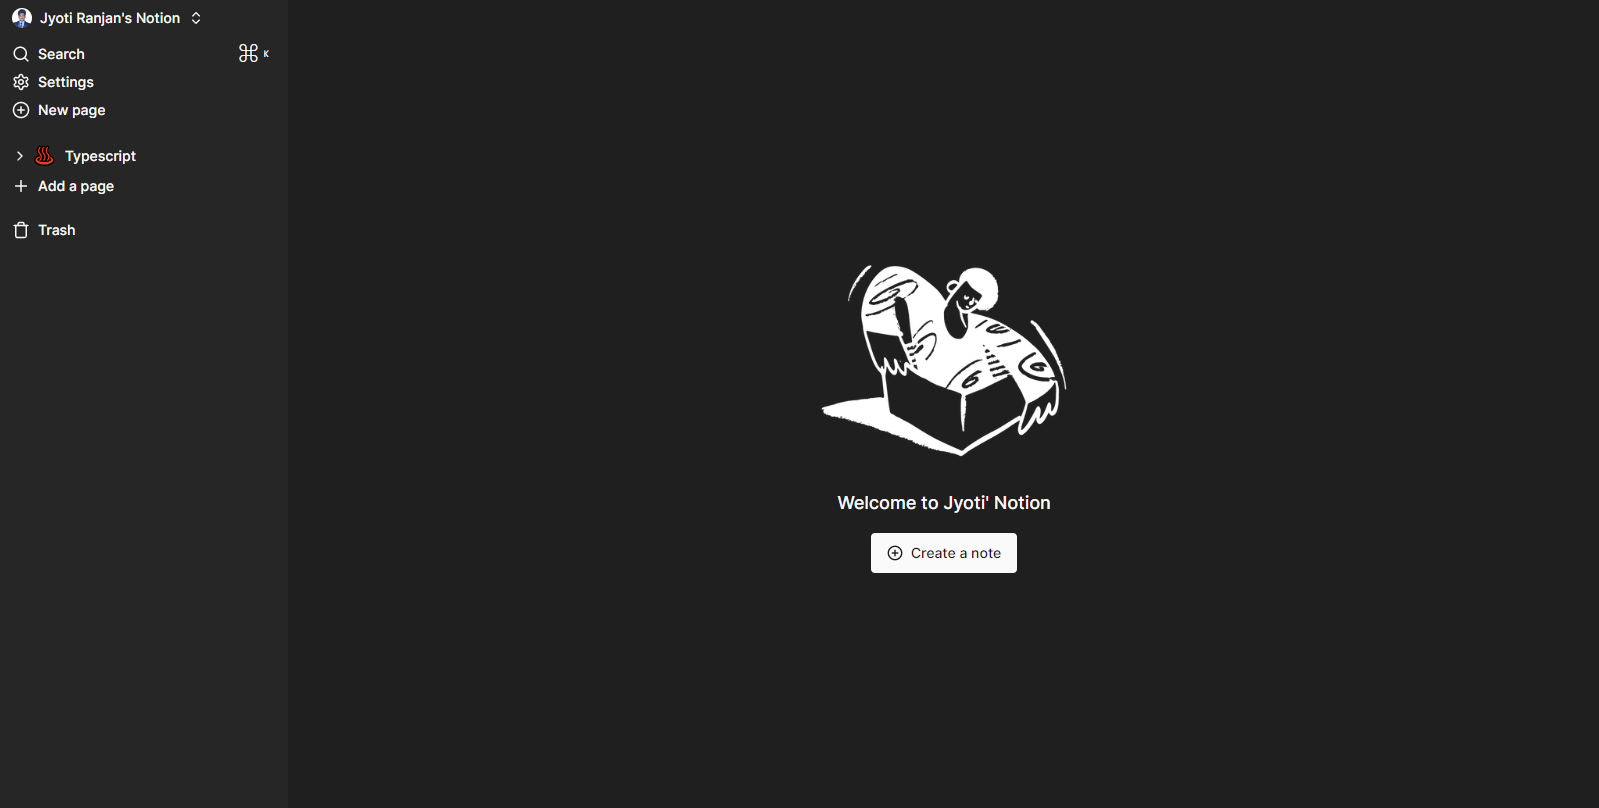 Jyoti Ranjan's Notion
Search ⌘ K
Settings
New page
Typescript
Add a page
Trash
Welcome to Jyoti' Notion
Create a note